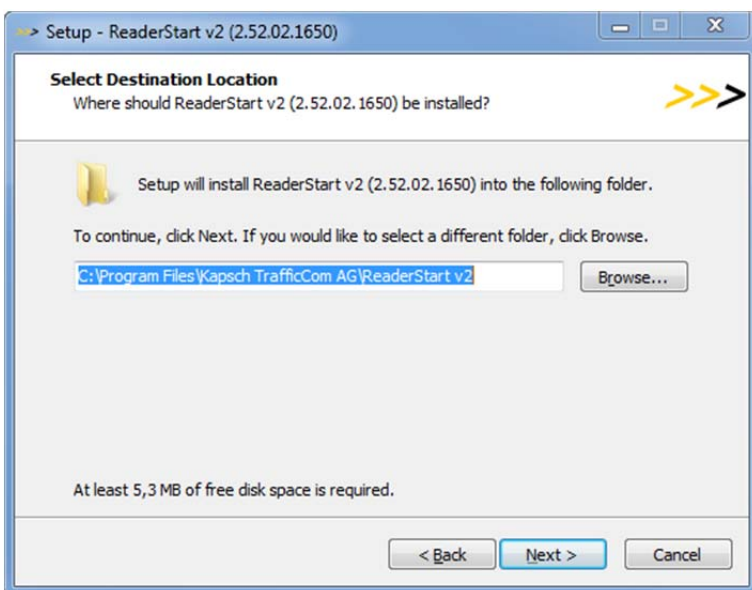 Setup - ReaderStart v2 (2.52.02.1650)
Select Destination Location
Where should ReaderStart v2 (2.52.02.1650) be installed?
>>>
Setup will install ReaderStart v2 (2.52.02.1650) into the following folder.
To continue, click Next. If you would like to select a different folder, click Browse.
C:\Program Files\Kapsch TrafficCom AG\ReaderStart v2
Browse...
At least 5,3 MB of free disk space is required.
< Back Next > Cancel